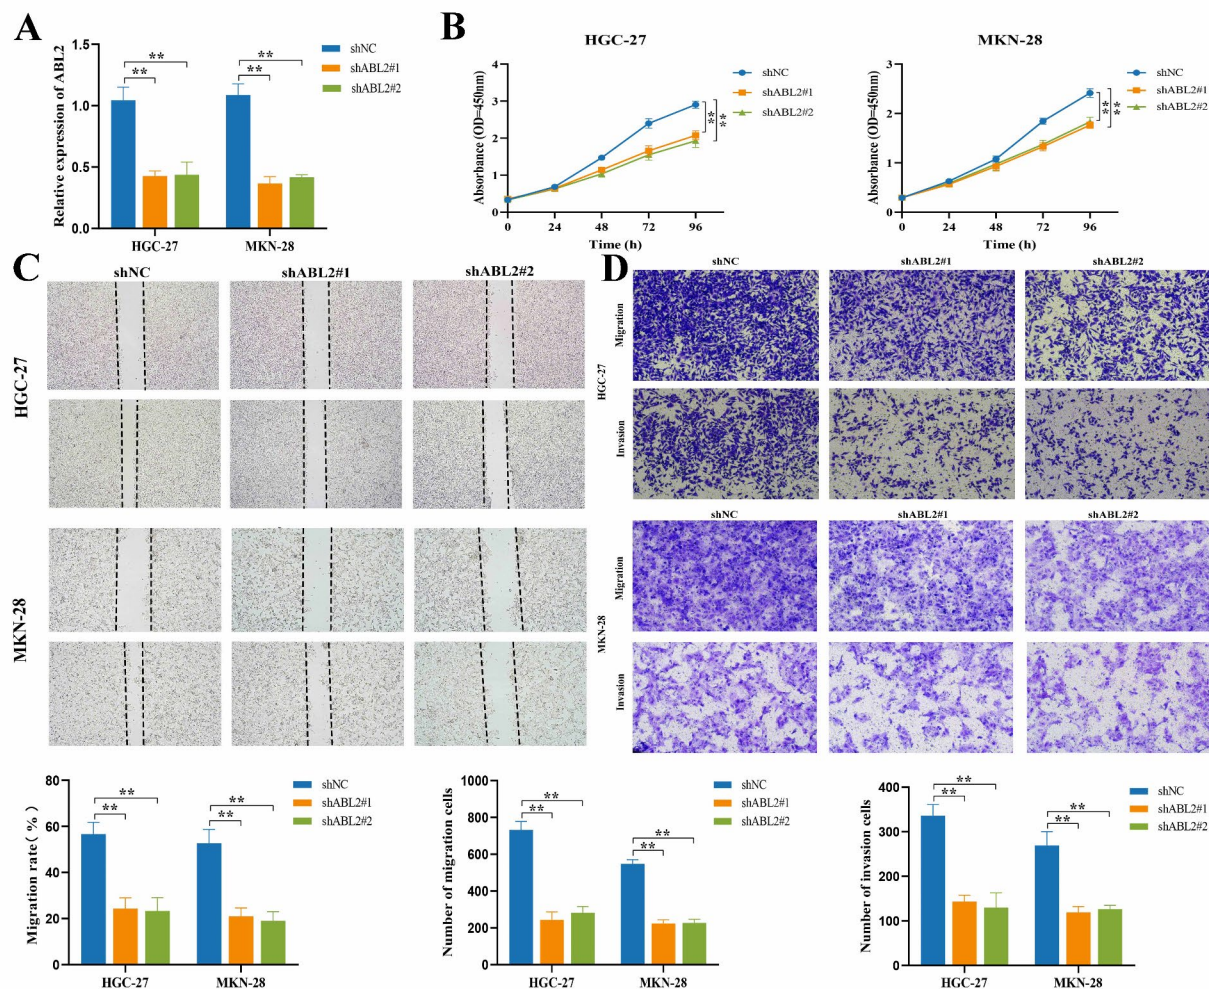 A
Relative expression of ABL2
1.5
1.0
0.5
0.0
**
**
**
**
HGC-27
MKN-28
shNC
shABL2#1
shABL2#2
B
HGC-27
Absorbance (OD=450nm)
4
3
2
1
0
0 24 48 72 96
Time (h)
shNC
shABL2#1
shABL2#2
**
**
MKN-28
Absorbance (OD=450nm)
3
2
1
0
0 24 48 72 96
Time (h)
shNC
shABL2#1
shABL2#2
**
**
C
shNC shABL2#1 shABL2#2
HGC-27
MKN-28
Migration rate( %)
80
60
40
20
0
**
**
**
**
HGC-27
MKN-28
shNC
shABL2#1
shABL2#2
D
shNC shABL2#1 shABL2#2
HGC-27
Migration
Invasion
shNC shABL2#1 shABL2#2
MKN-28
Migration
Invasion
Number of migration cells
1000
800
600
400
200
0
**
**
**
**
HGC-27
MKN-28
shNC
shABL2#1
shABL2#2
Number of invasion cells
400
300
200
100
0
**
**
**
**
HGC-27
MKN-28
shNC
shABL2#1
shABL2#2